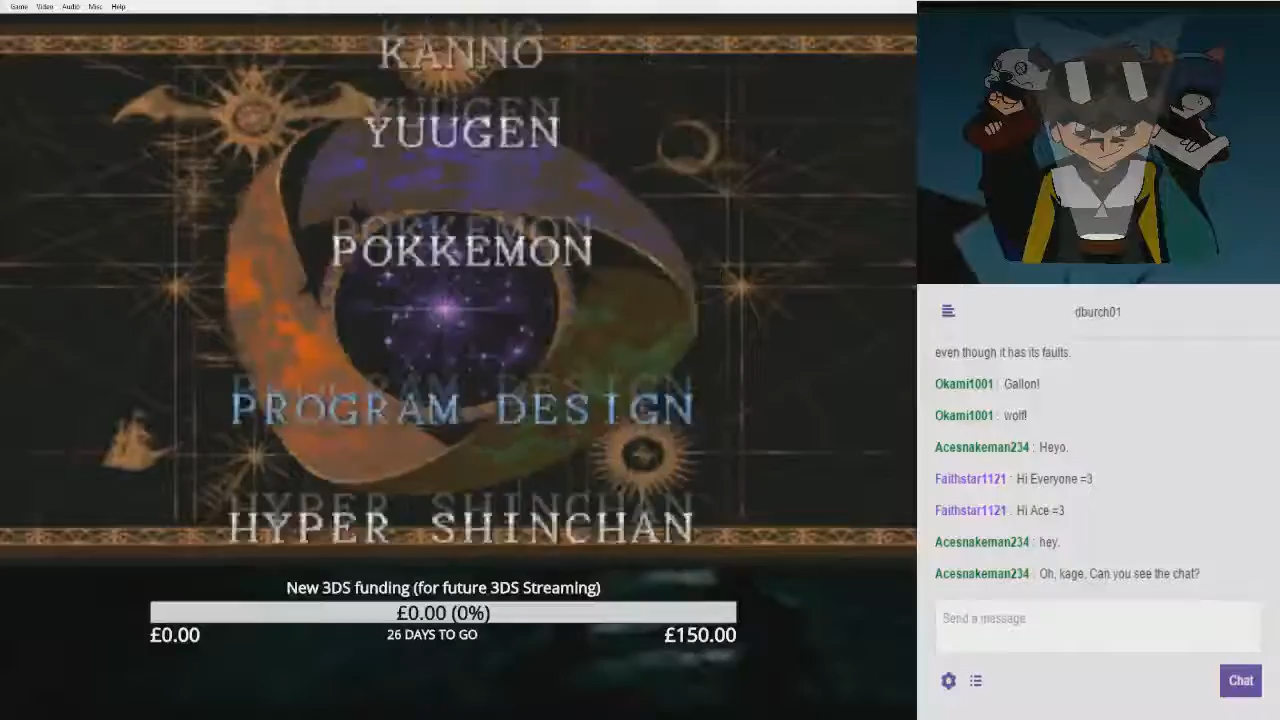 Game Video Audio Misc Help
KANNO
YUUGEN
POKKEMON
PROGRAM DESIGN
HYPER SHINCHAN
New 3DS funding (for future 3DS Streaming)
£0.00 (0%)
£0.00
26 DAYS TO GO
£150.00
dburch01
even though it has its faults.
Okami1001 : Gallon!
Okami1001 : wolf!
Acesnakeman234 : Heyo.
Faithstar1121 : Hi Everyone =3
Faithstar1121 : Hi Ace =3
Acesnakeman234 : hey.
Acesnakeman234 : Oh, kage. Can you see the chat?
Send a message
Chat